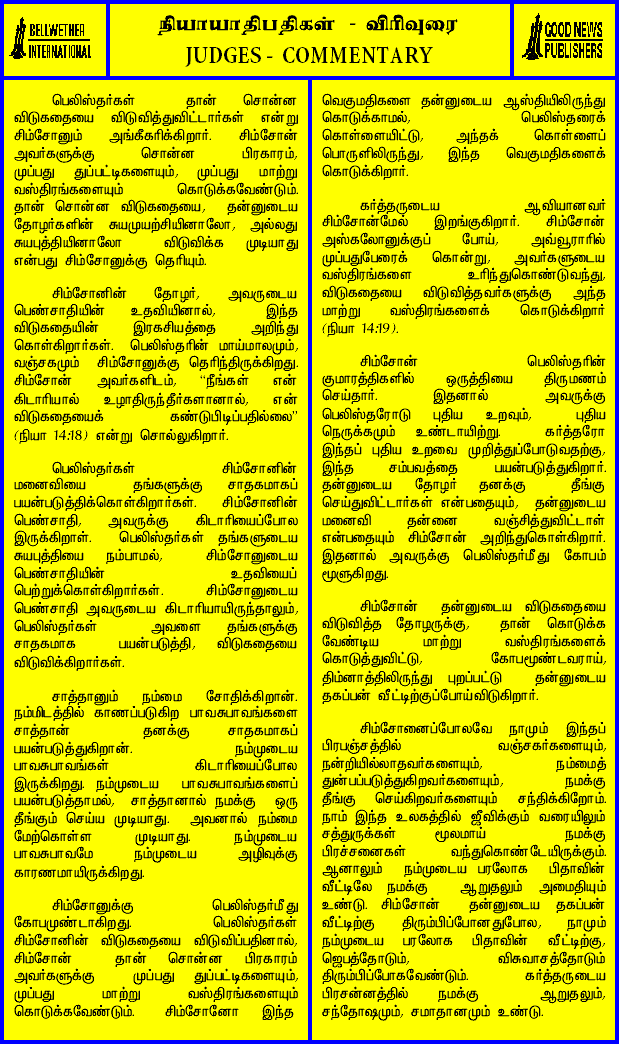 BELLWETHER
INTERNATIONAL
நியாயாதிபதிகள் - விரிவுரை
JUDGES - COMMENTARY
GOOD NEWS
PUBLISHERS
பெலிஸ்தர்கள் தான் சொன்ன
விடுகதையை விடுவித்துவிட்டார்கள் என்று
சிம்சோனும் அங்கீகரிக்கிறார். சிம்சோன்
அவர்களுக்கு சொன்ன பிரகாரம்,
முப்பது துப்பட்டிகளையும், முப்பது மாற்று
வஸ்திரங்களையும் கொடுக்கவேண்டும்.
தான் சொன்ன விடுகதையை, தன்னுடைய
தோழர்களின் சுயமுயற்சியினாலோ, அல்லது
சுயபுத்தியினாலோ விடுவிக்க முடியாது
என்பது சிம்சோனுக்கு தெரியும்.
சிம்சோனின் தோழர், அவருடைய
பெண்சாதியின் உதவியினால், இந்த
விடுகதையின் இரகசியத்தை அறிந்து
கொள்கிறார்கள். பெலிஸ்தரின் மாய்மாலமும்,
வஞ்சகமும் சிம்சோனுக்கு தெரிந்திருக்கிறது.
சிம்சோன் அவர்களிடம், “நீங்கள் என்
கிடாரியால் உழாதிருந்தீர்களானால், என்
விடுகதையைக் கண்டுபிடிப்பதில்லை”
(நியா 14:18) என்று சொல்லுகிறார்.
பெலிஸ்தர்கள் சிம்சோனின்
மனைவியை தங்களுக்கு சாதகமாகப்
பயன்படுத்திக்கொள்கிறார்கள். சிம்சோனின்
பெண்சாதி, அவருக்கு கிடாரியைப்போல
இருக்கிறாள். பெலிஸ்தர்கள் தங்களுடைய
சுயபுத்தியை நம்பாமல், சிம்சோனுடைய
பெண்சாதியின் உதவியைப்
பெற்றுக்கொள்கிறார்கள். சிம்சோனுடைய
பெண்சாதி அவருடைய கிடாரியாயிருந்தாலும்,
பெலிஸ்தர்கள் அவளை தங்களுக்கு
சாதகமாக பயன்படுத்தி, விடுகதையை
விடுவிக்கிறார்கள்.
சாத்தானும் நம்மை சோதிக்கிறான்.
நம்மிடத்தில் காணப்படுகிற பாவசுபாவங்களை
சாத்தான் தனக்கு சாதகமாகப்
பயன்படுத்துகிறான். நம்முடைய
பாவசுபாவங்கள் கிடாரியைப்போல
இருக்கிறது. நம்முடைய பாவசுபாவங்களைப்
பயன்படுத்தாமல், சாத்தானால் நமக்கு ஒரு
தீங்கும் செய்ய முடியாது. அவனால் நம்மை
மேற்கொள்ள முடியாது. நம்முடைய
பாவசுபாவமே நம்முடைய அழிவுக்கு
காரணமாயிருக்கிறது.
சிம்சோனுக்கு பெலிஸ்தர்மீது
கோபமுண்டாகிறது. பெலிஸ்தர்கள்
சிம்சோனின் விடுகதையை விடுவிப்பதினால்,
சிம்சோன் தான் சொன்ன பிரகாரம்
அவர்களுக்கு முப்பது துப்பட்டிகளையும்,
முப்பது மாற்று வஸ்திரங்களையும்
கொடுக்கவேண்டும். சிம்சோனோ இந்த
வெகுமதிகளை தன்னுடைய ஆஸ்தியிலிருந்து
கொடுக்காமல், பெலிஸ்தரைக்
கொள்ளையிட்டு, அந்தக் கொள்ளைப்
பொருளிலிருந்து, இந்த வெகுமதிகளைக்
கொடுக்கிறார்.
கர்த்தருடைய ஆவியானவர்
சிம்சோன்மேல் இறங்குகிறார். சிம்சோன்
அஸ்கலோனுக்குப் போய், அவ்வூராரில்
முப்பதுபேரைக் கொன்று, அவர்களுடைய
வஸ்திரங்களை உரிந்துகொண்டுவந்து,
விடுகதையை விடுவித்தவர்களுக்கு அந்த
மாற்று வஸ்திரங்களைக் கொடுக்கிறார்
(நியா 14:19).
சிம்சோன் பெலிஸ்தரின்
குமாரத்திகளில் ஒருத்தியை திருமணம்
செய்தார். இதனால் அவருக்கு
பெலிஸ்தரோடு புதிய உறவும், புதிய
நெருக்கமும் உண்டாயிற்று. கர்த்தரோ
இந்தப் புதிய உறவை முறித்துப்போடுவதற்கு,
இந்த சம்பவத்தை பயன்படுத்துகிறார்.
தன்னுடைய தோழர் தனக்கு தீங்கு
செய்துவிட்டார்கள் என்பதையும், தன்னுடைய
மனைவி தன்னை வஞ்சித்துவிட்டாள்
என்பதையும் சிம்சோன் அறிந்துகொள்கிறார்.
இதனால் அவருக்கு பெலிஸ்தர்மீது கோபம்
மூளுகிறது.
சிம்சோன் தன்னுடைய விடுகதையை
விடுவித்த தோழருக்கு, தான் கொடுக்க
வேண்டிய மாற்று வஸ்திரங்களைக்
கொடுத்துவிட்டு, கோபமூண்டவராய்,
திம்னாத்திலிருந்து புறப்பட்டு தன்னுடைய
தகப்பன் வீட்டிற்குப்போய்விடுகிறார்.
சிம்சோனைப்போலவே நாமும் இந்தப்
பிரபஞ்சத்தில் வஞ்சகர்களையும்,
நன்றியில்லாதவர்களையும், நம்மைத்
துன்பப்படுத்துகிறவர்களையும், நமக்கு
தீங்கு செய்கிறவர்களையும் சந்திக்கிறோம்.
நாம் இந்த உலகத்தில் ஜீவிக்கும் வரையிலும்
சத்துருக்கள் மூலமாய் நமக்கு
பிரச்சனைகள் வந்துகொண்டேயிருக்கும்.
ஆனாலும் நம்முடைய பரலோக பிதாவின்
வீட்டிலே நமக்கு ஆறுதலும் அமைதியும்
உண்டு. சிம்சோன் தன்னுடைய தகப்பன்
வீட்டிற்கு திரும்பிப்போனதுபோல, நாமும்
நம்முடைய பரலோக பிதாவின் வீட்டிற்கு,
ஜெபத்தோடும், விசுவாசத்தோடும்
திரும்பிப்போகவேண்டும். கர்த்தருடைய
பிரசன்னத்தில் நமக்கு ஆறுதலும்,
சந்தோஷமும், சமாதானமும் உண்டு.